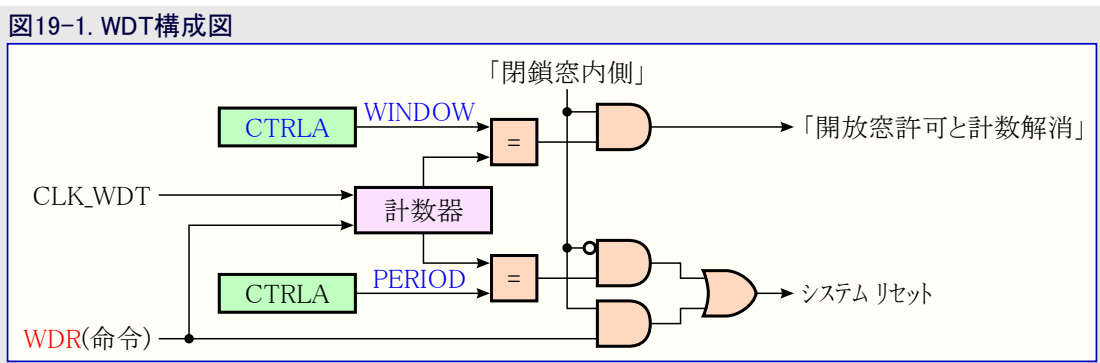 図19-1. WDT構成図
「閉鎖窓内側」
CTRLA
WINDOW
=
「開放窓許可と計数解消」
CLK_WDT
計数器
CTRLA
PERIOD
=
システム リセット
WDR(命令)